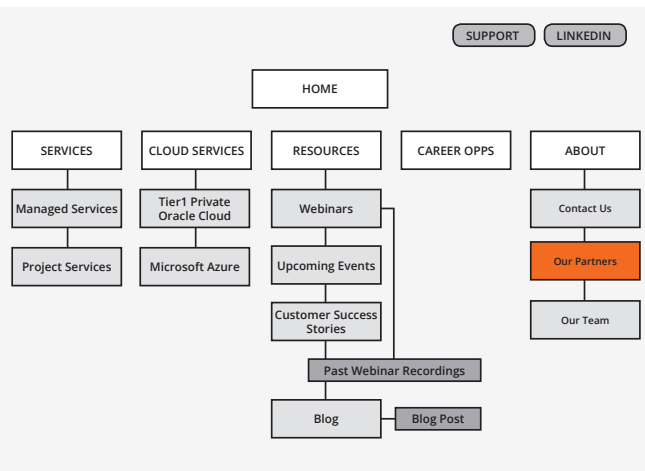 SUPPORT
LINKEDIN
HOME
SERVICES
CLOUD SERVICES
RESOURCES
CAREER OPPS
ABOUT
Managed Services
Tier1 Private
Oracle Cloud
Webinars
Contact Us
Project Services
Microsoft Azure
Upcoming Events
Our Partners
Customer Success
Stories
Our Team
Past Webinar Recordings
Blog
Blog Post